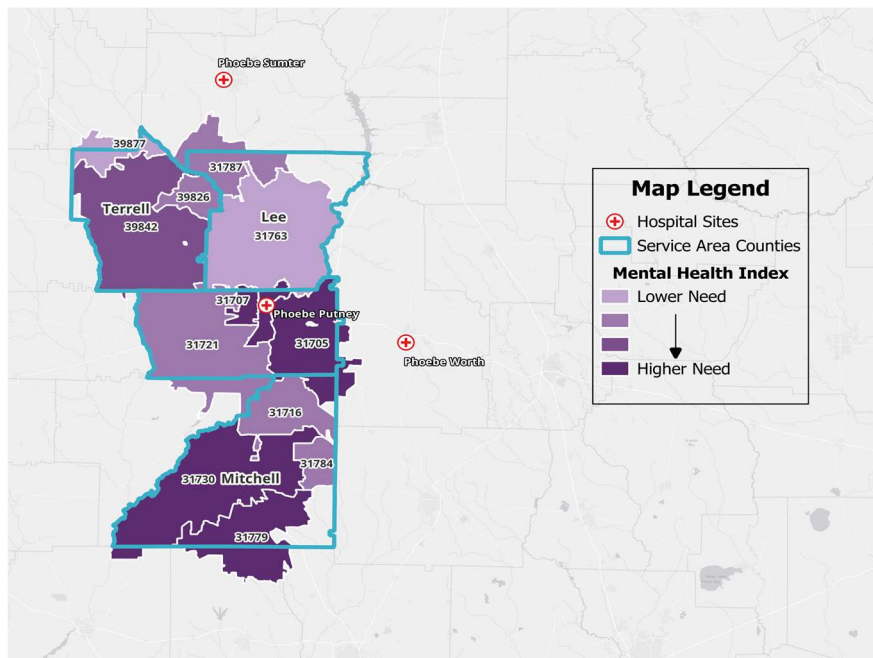 Phoebe Sumter
39877
31787
39826
Terrell
39842
Lee
31763
31707
Phoebe Putney
31721
31705
Phoebe Worth
31716
31784
31730
Mitchell
31779
Map Legend
Hospital Sites
Service Area Counties
Mental Health Index
Lower Need
Higher Need